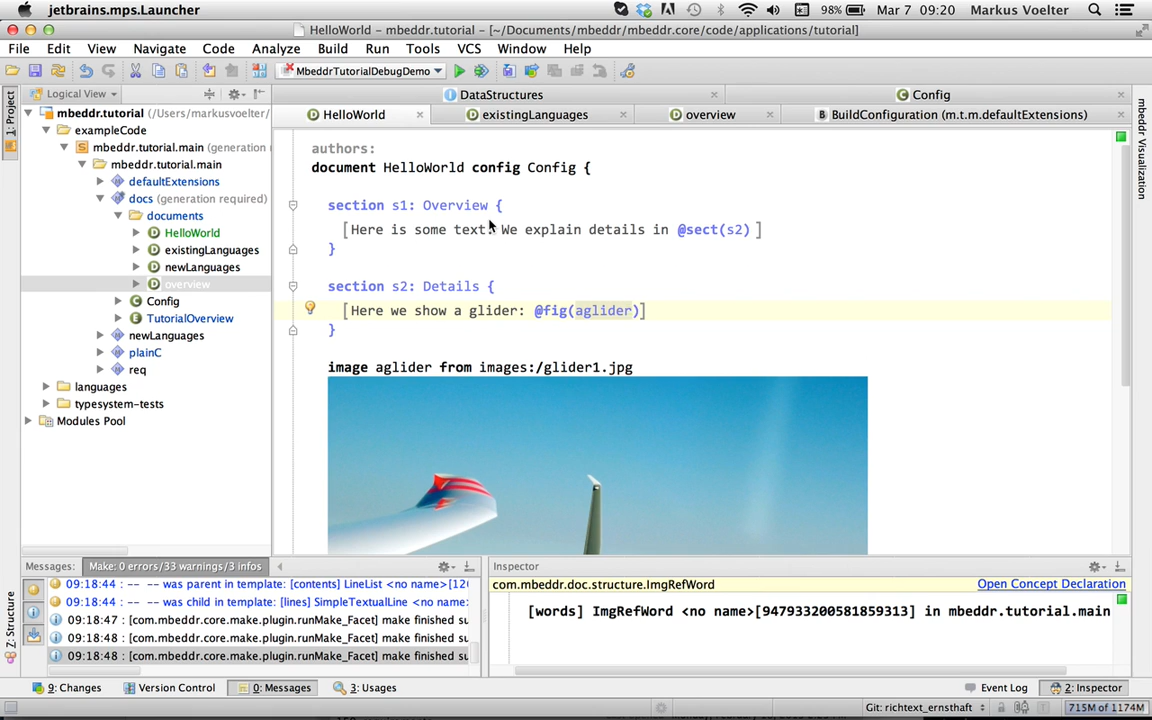 jetbrains.mps.Launcher 98% Mar 7 09:20 Markus Voelter
HelloWorld – mbeddr.tutorial – [~/Documents/mbeddr/mbeddr.core/code/applications/tutorial]
File Edit View Navigate Code Analyze Build Run Tools VCS Window Help
MbeddrTutorialDebugDemo
1: Project
Logical View
mbeddr.tutorial (/Users/markusvoelter/
exampleCode
mbeddr.tutorial.main (generation
mbeddr.tutorial.main
defaultExtensions
docs (generation required)
documents
HelloWorld
existingLanguages
newLanguages
overview
Config
TutorialOverview
newLanguages
plainC
req
languages
typesystem-tests
Modules Pool
DataStructures Config
HelloWorld existingLanguages overview BuildConfiguration (m.t.m.defaultExtensions)
authors:
document HelloWorld config Config {
section s1: Overview {
[Here is some text. We explain details in @sect(s2) ]
}
section s2: Details {
[Here we show a glider: @fig(aglider)]
}
image aglider from images:/glider1.jpg
mbeddr Visualization
Messages: Make: 0 errors/33 warnings/3 infos
09:18:44 : -- -- was parent in template: [contents] LineList <no name>[12
09:18:44 : -- -- was child in template: [lines] SimpleTextualLine <no name>
09:18:47 : [com.mbeddr.core.make.plugin.runMake_Facet] make finished su
09:18:48 : [com.mbeddr.core.make.plugin.runMake_Facet] make finished su
09:18:48 : [com.mbeddr.core.make.plugin.runMake_Facet] make finished su
Z: Structure
Inspector
com.mbeddr.doc.structure.ImgRefWord Open Concept Declaration
[words] ImgRefWord <no name>[947933200581859313] in mbeddr.tutorial.main
9: Changes Version Control 0: Messages 3: Usages Event Log 2: Inspector
Git: richtext_ernsthaft 715M of 1174M